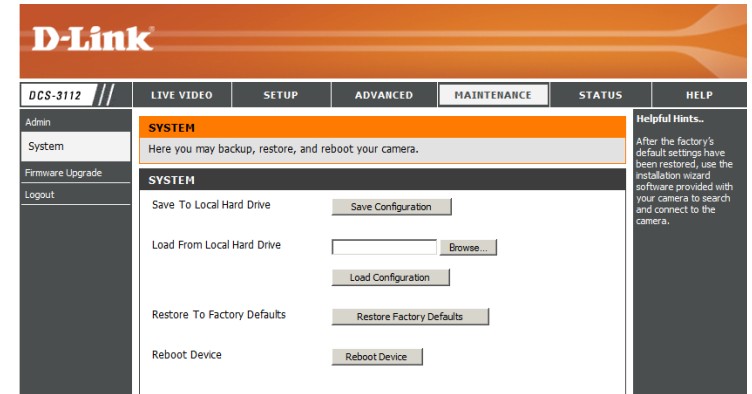 D-Link
DCS-3112 //
LIVE VIDEO
SETUP
ADVANCED
MAINTENANCE
STATUS
HELP
Admin
System
Firmware Upgrade
Logout
SYSTEM
Here you may backup, restore, and reboot your camera.
SYSTEM
Save To Local Hard Drive
Save Configuration
Load From Local Hard Drive
Browse...
Load Configuration
Restore To Factory Defaults
Restore Factory Defaults
Reboot Device
Reboot Device
Helpful Hints..
After the factory's
default settings have
been restored, use the
installation wizard
software provided with
your camera to search
and connect to the
camera.